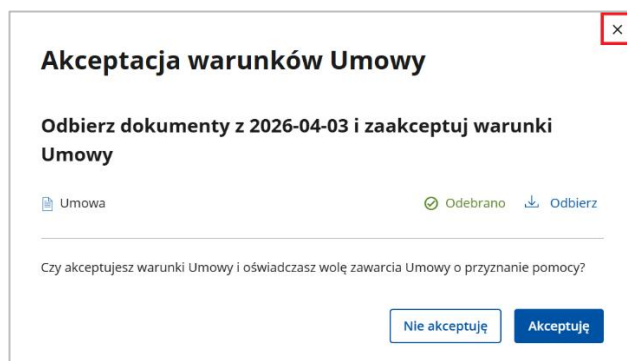 ×
Akceptacja warunków Umowy
Odbierz dokumenty z 2026-04-03 i zaakceptuj warunki
Umowy
Umowa Odebrano Odbierz
Czy akceptujesz warunki Umowy i oświadczasz wolę zawarcia Umowy o przyznanie pomocy?
Nie akceptuję Akceptuję